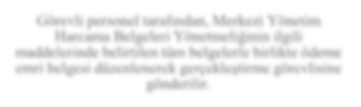 Görevli personel tarafından, Merkezi Yönetim
Harcama Belgeleri Yönetmeliğinin ilgili
maddelerinde belirtilen tüm belgelerle birlikte ödeme
emri belgesi düzenlenerek gerçekleştirme görevlisine
gönderilir.